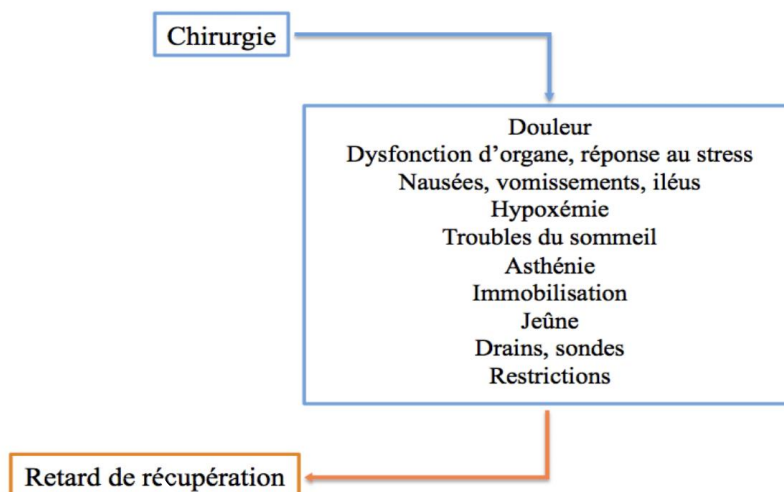 Chirurgie
Douleur
Dysfonction d'organe, réponse au stress
Nausées, vomissements, iléus
Hypoxémie
Troubles du sommeil
Asthénie
Immobilisation
Jeûne
Drains, sondes
Restrictions
Retard de récupération